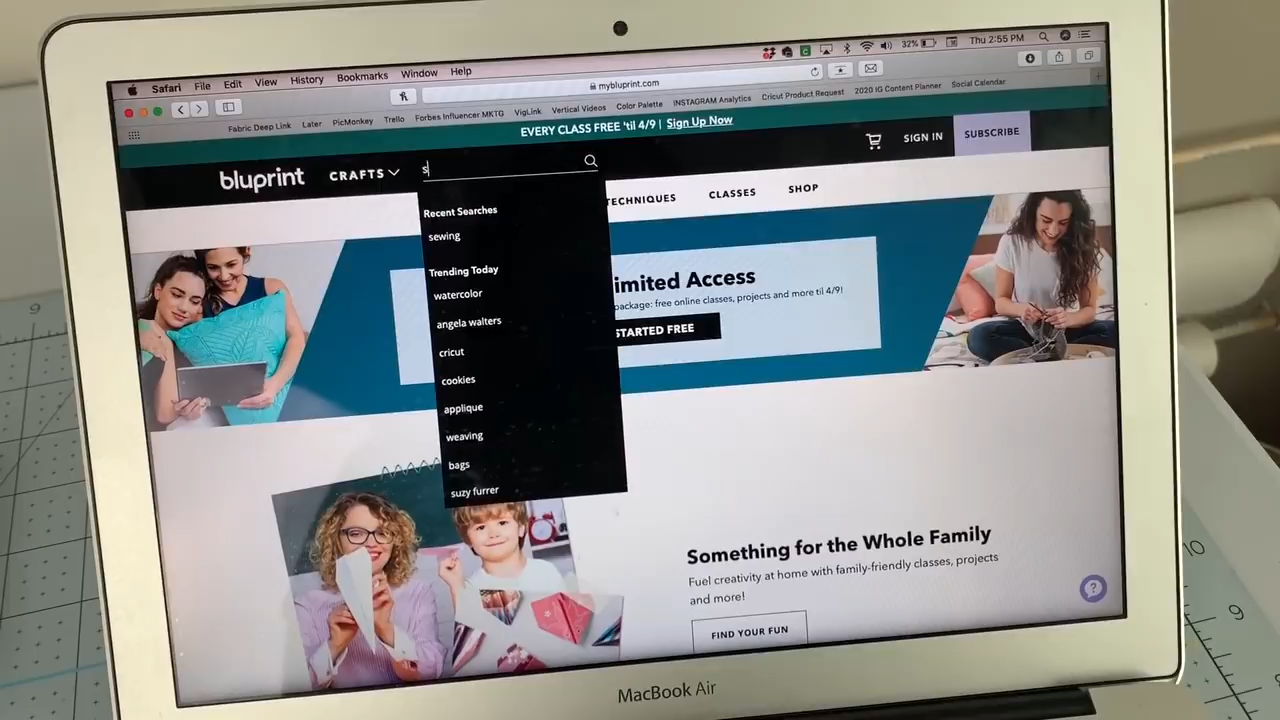 Safari File Edit View History Bookmarks Window Help
32% Thu 2:55 PM
mybluprint.com
Fabric Deep Link Later PicMonkey Trello Forbes Influencer MKTG VigLink Vertical Videos Color Palette INSTAGRAM Analytics Cricut Product Request 2020 IG Content Planner Social Calendar
EVERY CLASS FREE 'til 4/9 | Sign Up Now
bluprint CRAFTS s SIGN IN SUBSCRIBE
TECHNIQUES CLASSES SHOP
Recent Searches
sewing
Trending Today
watercolor
angela walters
cricut
cookies
applique
weaving
bags
suzy furrer
limited Access
package: free online classes, projects and more til 4/9!
STARTED FREE
Something for the Whole Family
Fuel creativity at home with family-friendly classes, projects
and more!
FIND YOUR FUN
?
MacBook Air
9
10
9